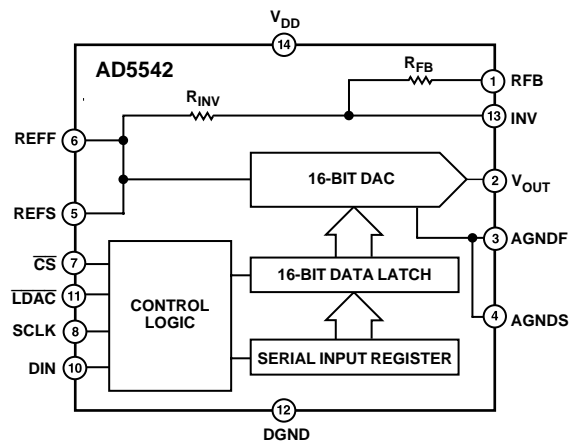 VDD
14
AD5542
RFB
1
RFB
RINV
13
INV
REFF
6
16-BIT DAC
2
VOUT
REFS
5
3
AGNDF
CS
7
16-BIT DATA LATCH
LDAC
11
CONTROL
LOGIC
4
AGNDS
SCLK
8
SERIAL INPUT REGISTER
DIN
10
12
DGND